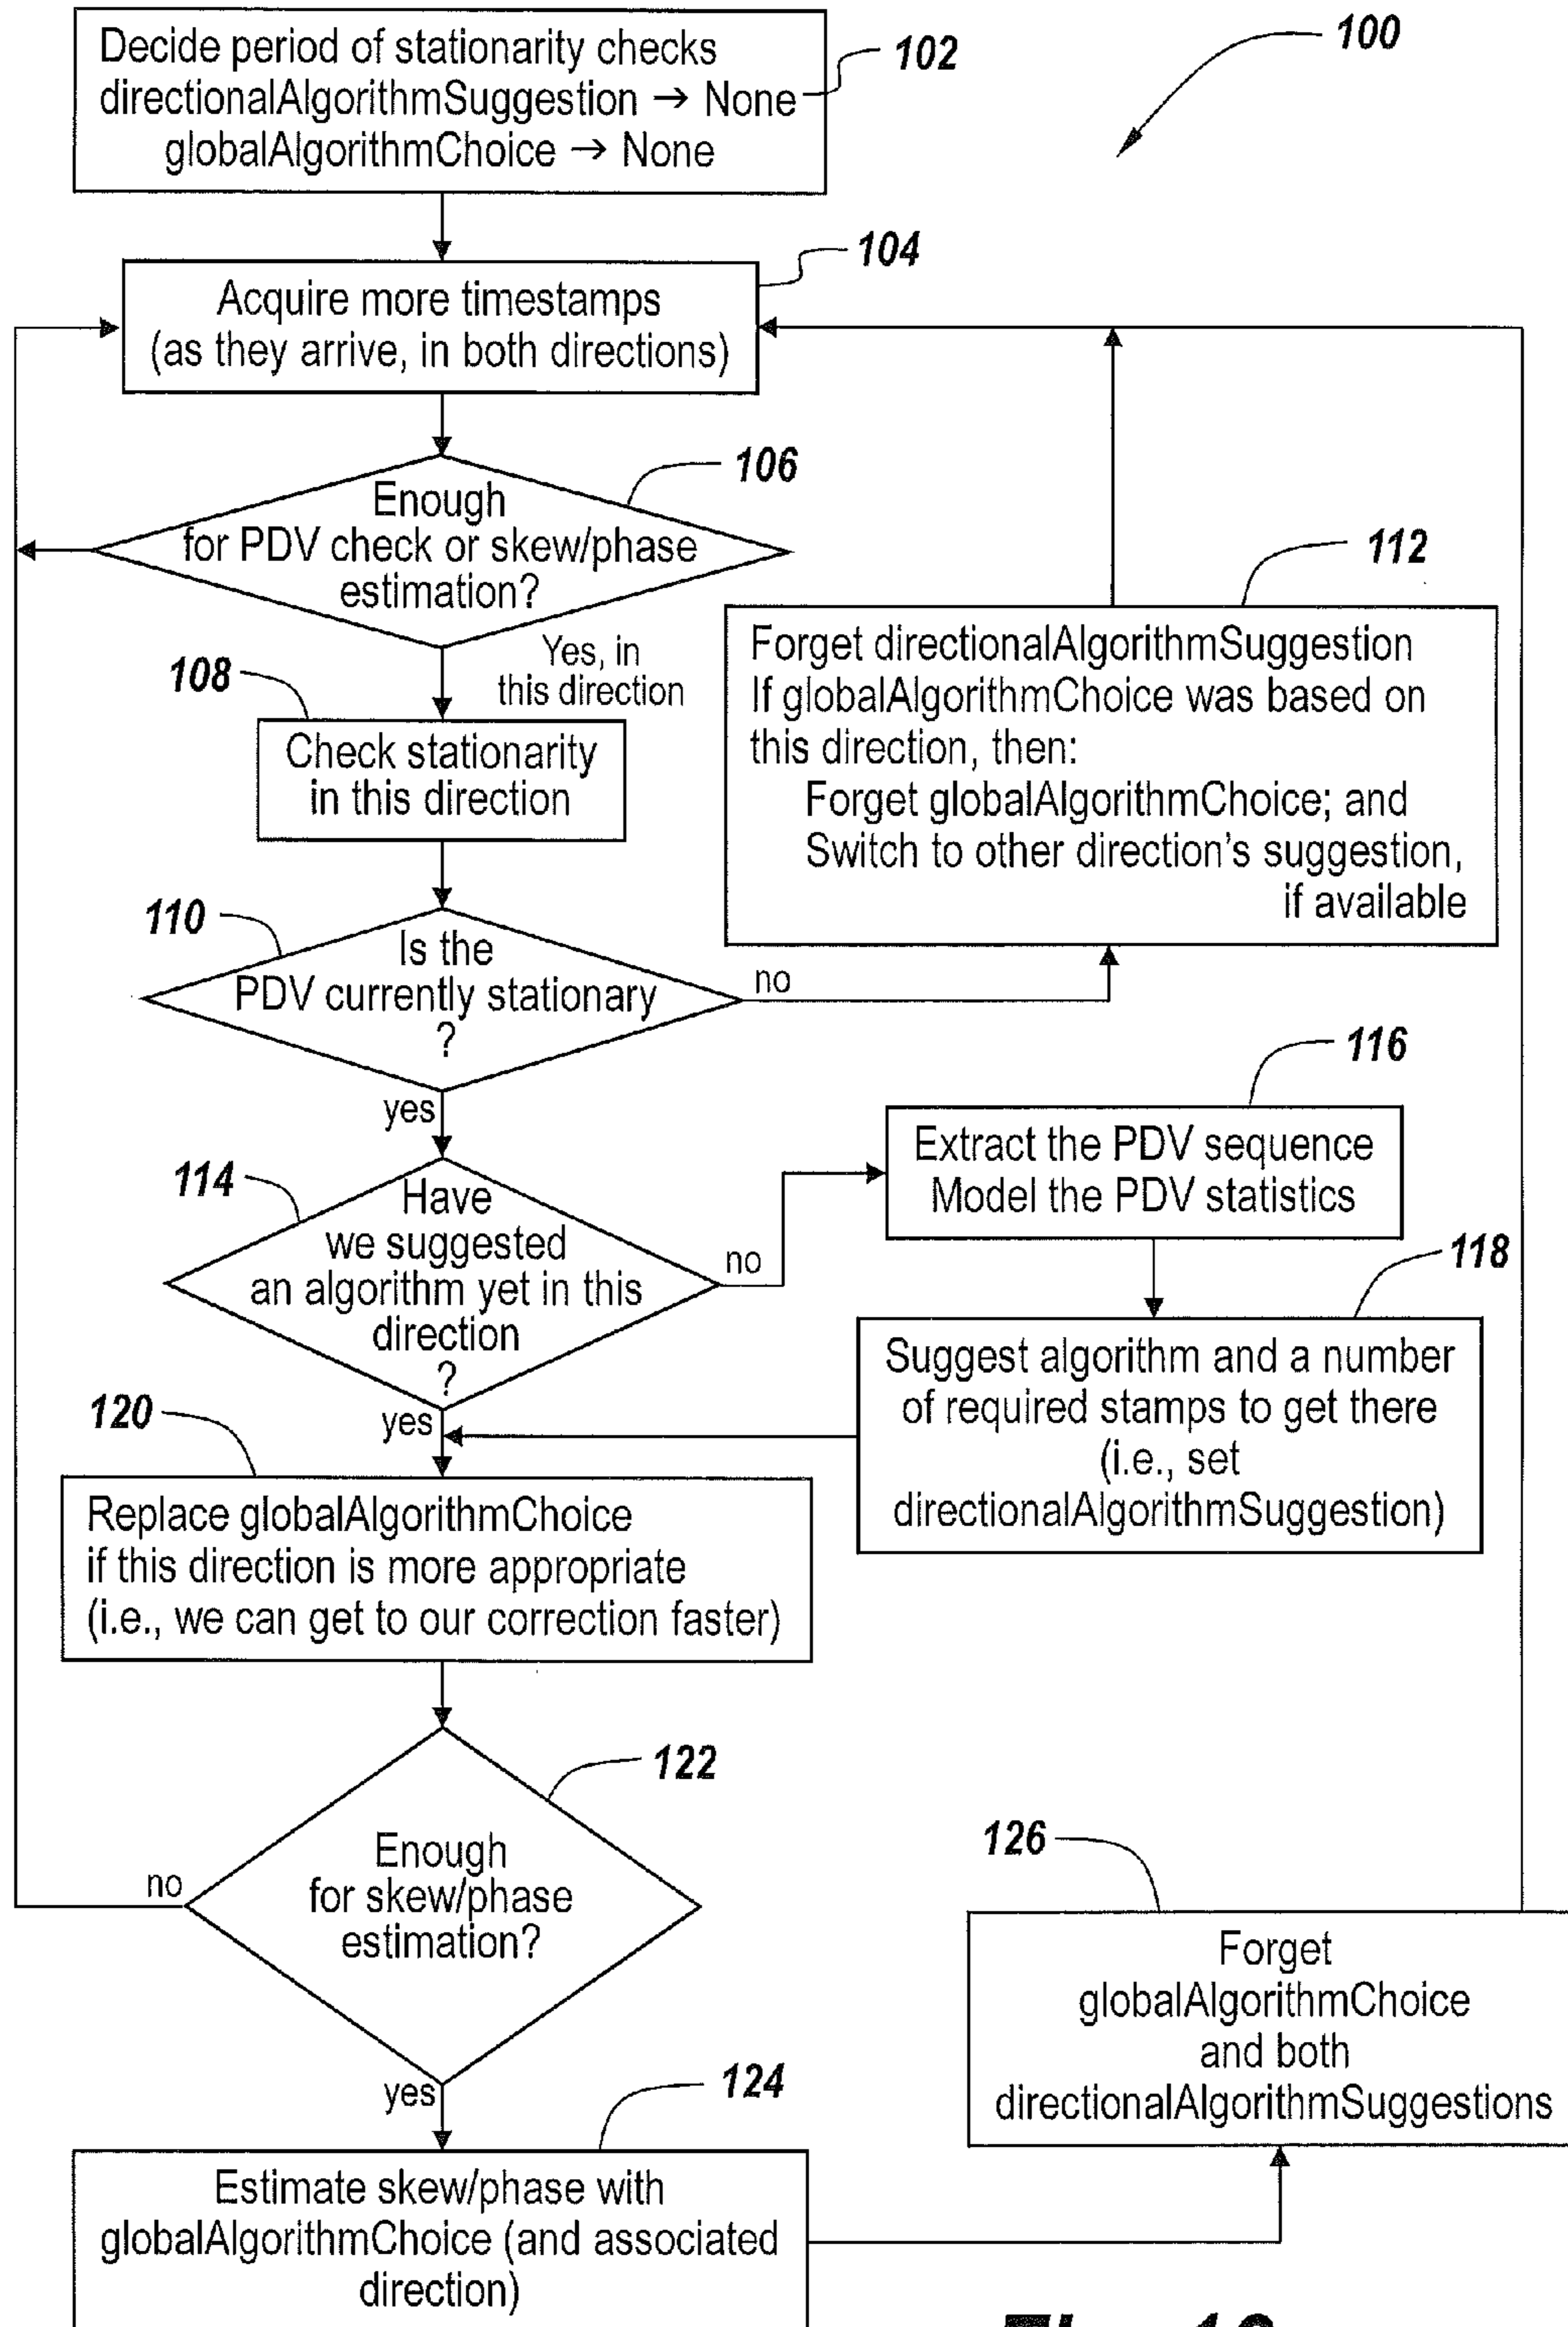 Decide period of stationarity checks
directionalAlgorithmSuggestion → None
globalAlgorithmChoice → None
102
100
104
Acquire more timestamps
(as they arrive, in both directions)
106
Enough
for PDV check or skew/phase
estimation?
Yes, in
this direction
108
Check stationarity
in this direction
112
Forget directionalAlgorithmSuggestion
If globalAlgorithmChoice was based on
this direction, then:
Forget globalAlgorithmChoice; and
Switch to other direction's suggestion,
if available
110
Is the
PDV currently stationary
?
no
yes
114
Have
we suggested
an algorithm yet in this
direction
?
no
yes
116
Extract the PDV sequence
Model the PDV statistics
118
Suggest algorithm and a number
of required stamps to get there
(i.e., set
directionalAlgorithmSuggestion)
120
Replace globalAlgorithmChoice
if this direction is more appropriate
(i.e., we can get to our correction faster)
122
Enough
for skew/phase
estimation?
no
yes
124
Estimate skew/phase with
globalAlgorithmChoice (and associated
direction)
126
Forget
globalAlgorithmChoice
and both
directionalAlgorithmSuggestions